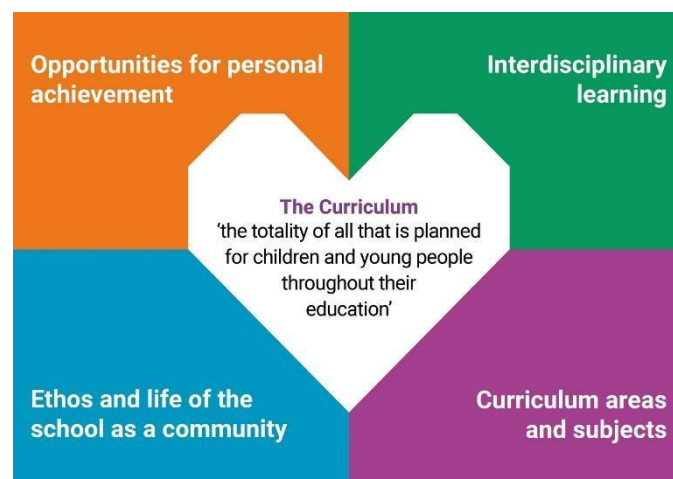 Opportunities for personal
achievement
Interdisciplinary
learning
The Curriculum
‘the totality of all that is planned
for children and young people
throughout their
education’
Ethos and life of the
school as a community
Curriculum areas
and subjects